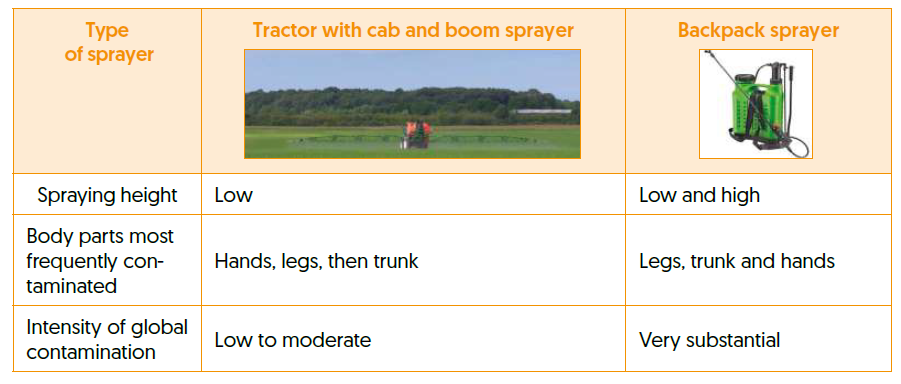 Type
of sprayer
Tractor with cab and boom sprayer
Backpack sprayer
Spraying height
Low
Low and high
Body parts most
frequently con-
taminated
Hands, legs, then trunk
Legs, trunk and hands
Intensity of global
contamination
Low to moderate
Very substantial